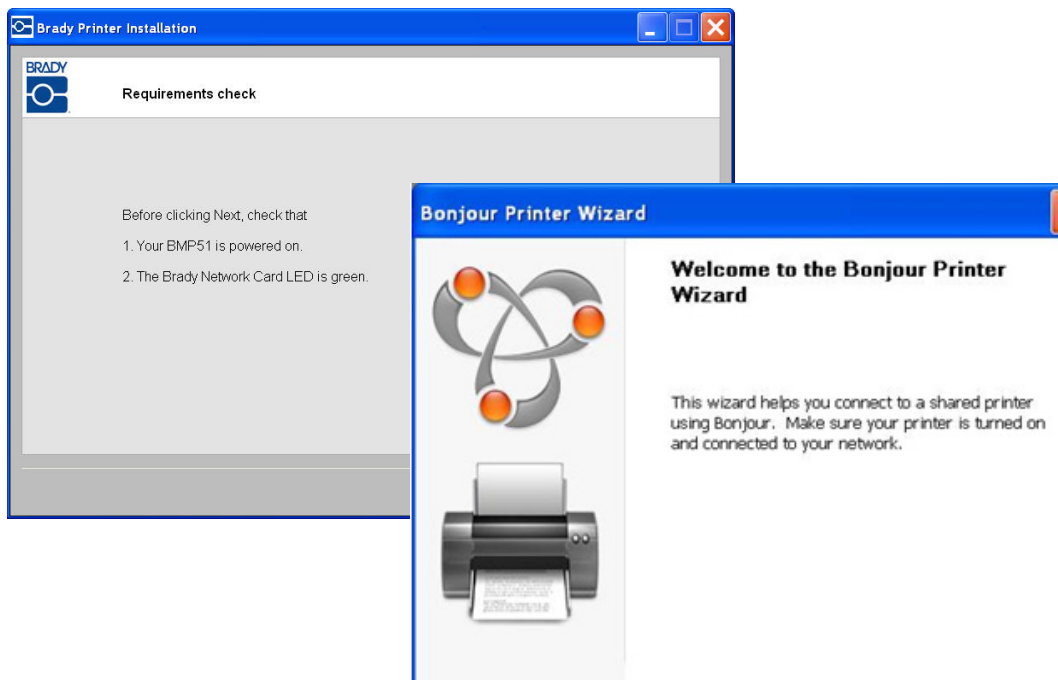 Brady Printer Installation
BRADY
Requirements check
Before clicking Next, check that
1. Your BMP51 is powered on.
2. The Brady Network Card LED is green.
Bonjour Printer Wizard
Welcome to the Bonjour Printer
Wizard
This wizard helps you connect to a shared printer
using Bonjour. Make sure your printer is turned on
and connected to your network.